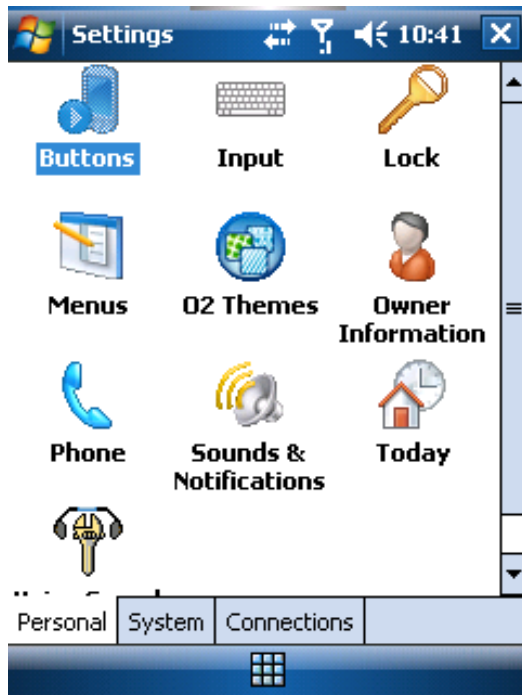 Settings 10:41
Buttons Input Lock
Menus O2 Themes Owner
Information
Phone Sounds & Today
Notifications
Personal System Connections